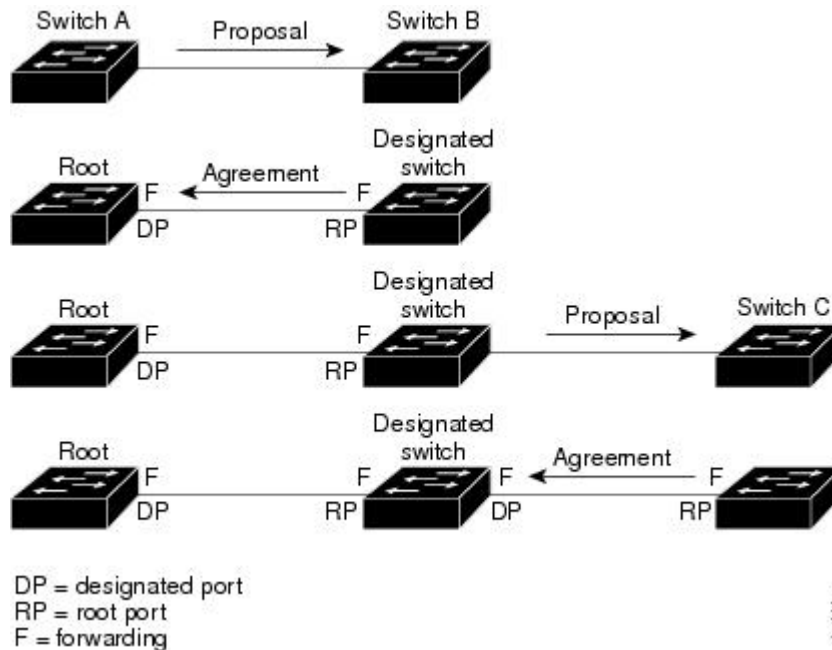 Switch A
Proposal
Switch B
Root
F
Agreement
F
Designated
switch
DP
RP
Root
F
F
Designated
switch
Proposal
Switch C
DP
RP
Root
F
F
Designated
switch
F
Agreement
F
DP
RP
DP
RP
DP = designated port
RP = root port
F = forwarding